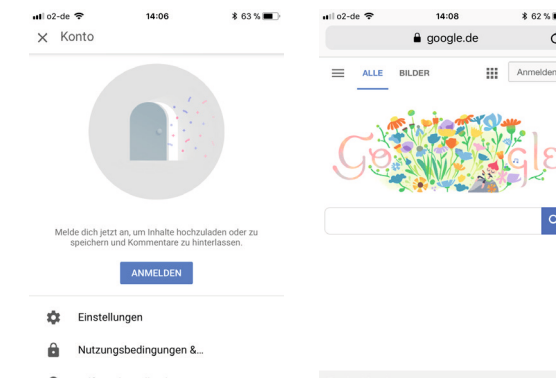 o2-de 14:06 63 %
Konto
Melde dich jetzt an, um Inhalte hochzuladen oder zu
speichern und Kommentare zu hinterlassen.
ANMELDEN
Einstellungen
Nutzungsbedingungen &...
o2-de 14:08 62 %
google.de
ALLE BILDER Anmelden
Google